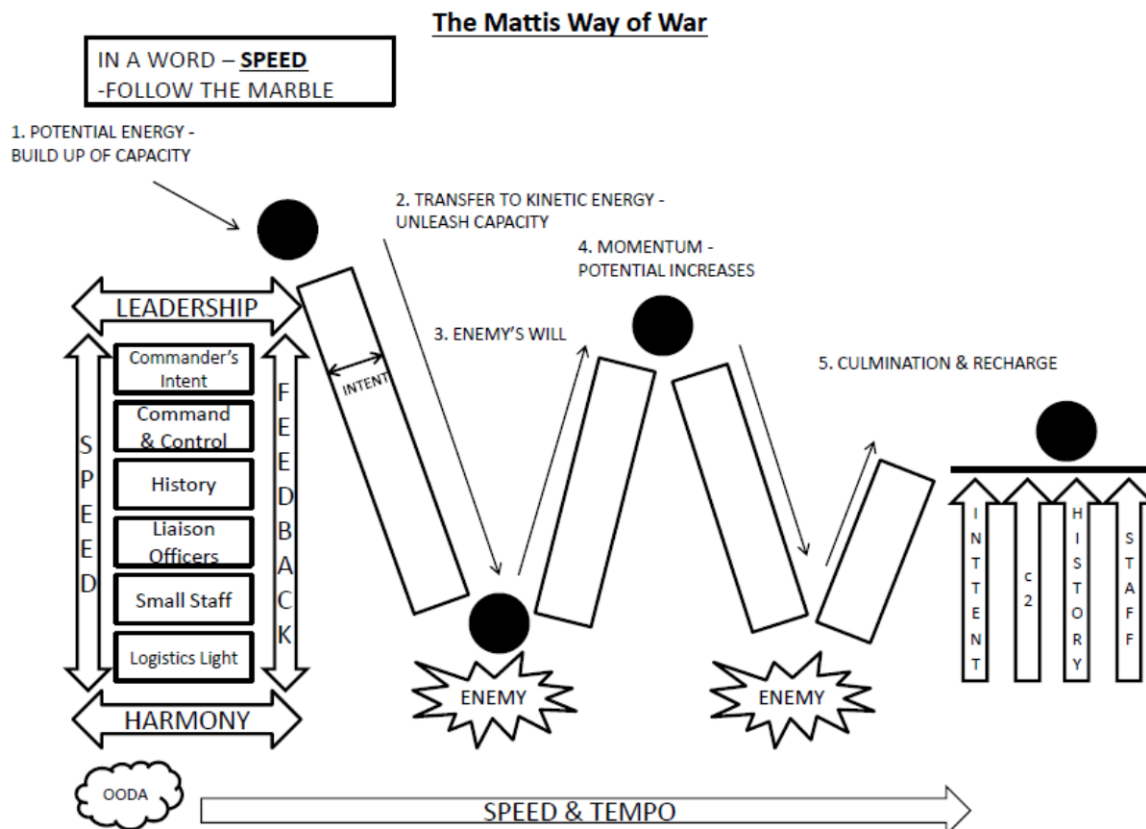 The Mattis Way of War
IN A WORD – SPEED
-FOLLOW THE MARBLE
1. POTENTIAL ENERGY -
BUILD UP OF CAPACITY
2. TRANSFER TO KINETIC ENERGY -
UNLEASH CAPACITY
4. MOMENTUM -
POTENTIAL INCREASES
3. ENEMY'S WILL
5. CULMINATION & RECHARGE
LEADERSHIP
SPEED
Commander's
Intent
Command
& Control
History
Liaison
Officers
Small Staff
Logistics Light
FEEDBACK
HARMONY
INTENT
ENEMY
ENEMY
INTTENT
c2
HISTORY
STAFF
OODA
SPEED & TEMPO